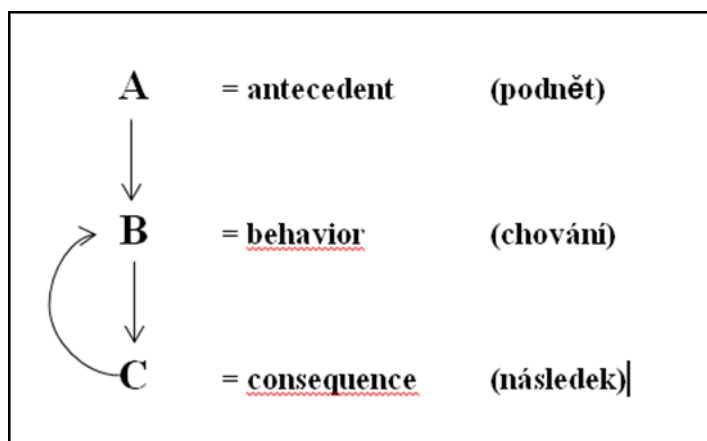 A = antecedent (podnět)
B = behavior (chování)
C = consequence (následek)